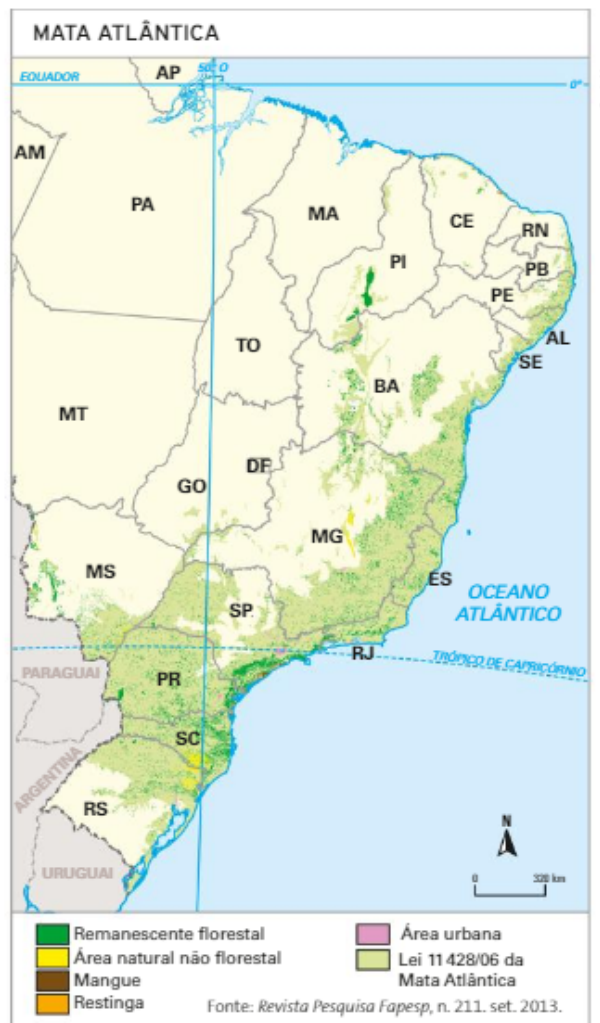 MATA ATLÂNTICA
AP
50° O
EQUADOR
0°
AM
PA
MA
CE
RN
PI
PB
PE
AL
TO
SE
BA
MT
DF
GO
MG
MS
ES
OCEANO
ATLÂNTICO
SP
RJ
TRÓPICO DE CAPRICÓRNIO
PARAGUAI
PR
SC
ARGENTINA
RS
N
URUGUAI
0 320 km
Remanescente florestal
Área natural não florestal
Mangue
Restinga
Área urbana
Lei 11 428/06 da
Mata Atlântica
Fonte: Revista Pesquisa Fapesp, n. 211. set. 2013.